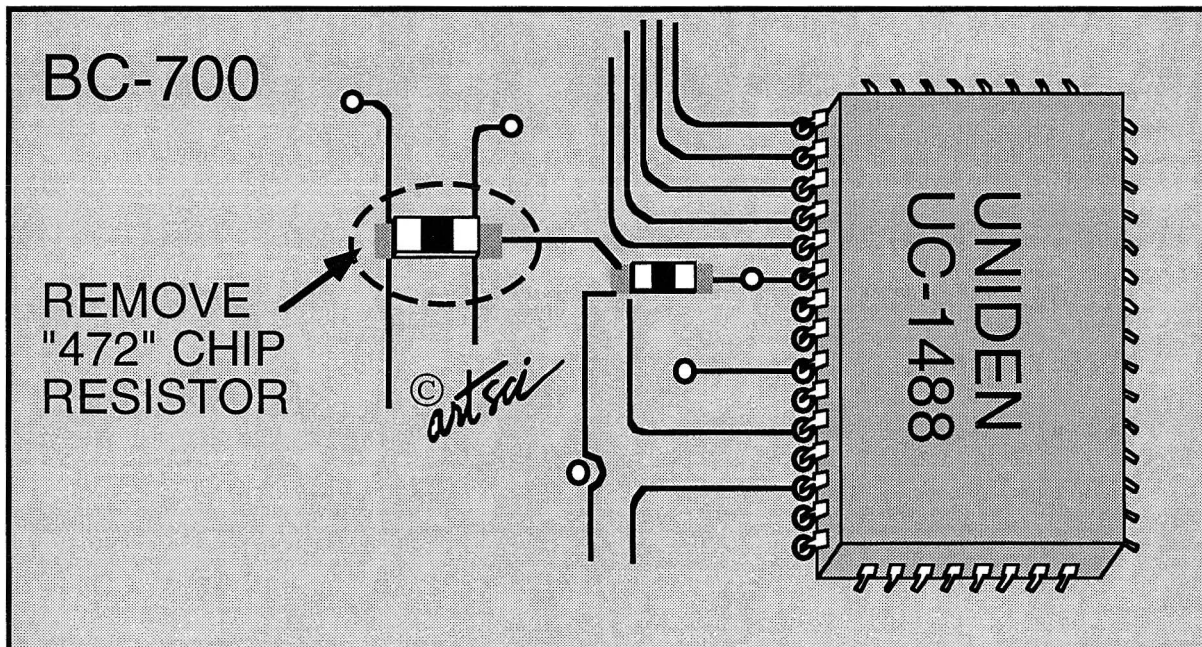 BC-700
REMOVE
"472" CHIP
RESISTOR
© artsci
UNIDEN
UC-1488